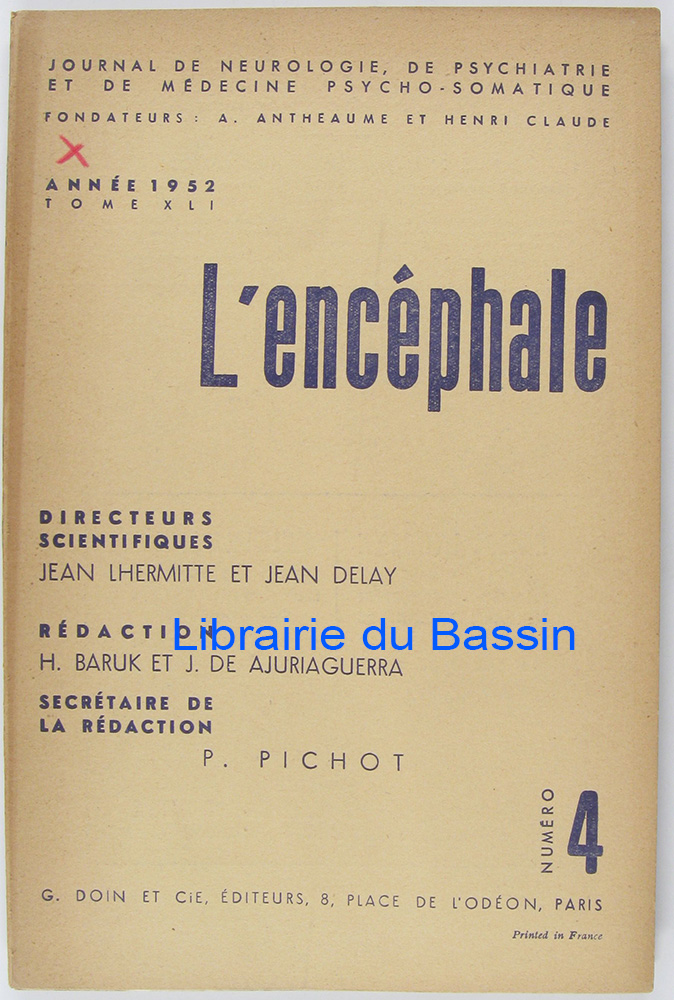 JOURNAL DE NEUROLOGIE, DE PSYCHIATRIE
ET DE MÉDECINE PSYCHO-SOMATIQUE
FONDATEURS : A. ANTHEAUME ET HENRI CLAUDE
ANNÉE 1952
TOME XLI
L'encéphale
DIRECTEURS
SCIENTIFIQUES
JEAN LHERMITTE ET JEAN DELAY
RÉDACTION
Librairie du Bassin
H. BARUK ET J. DE AJURIAGUERRA
SECRÉTAIRE DE
LA RÉDACTION
P. PICHOT
NUMÉRO 4
G. DOIN ET CiE, ÉDITEURS, 8, PLACE DE L'ODÉON, PARIS
Printed in France